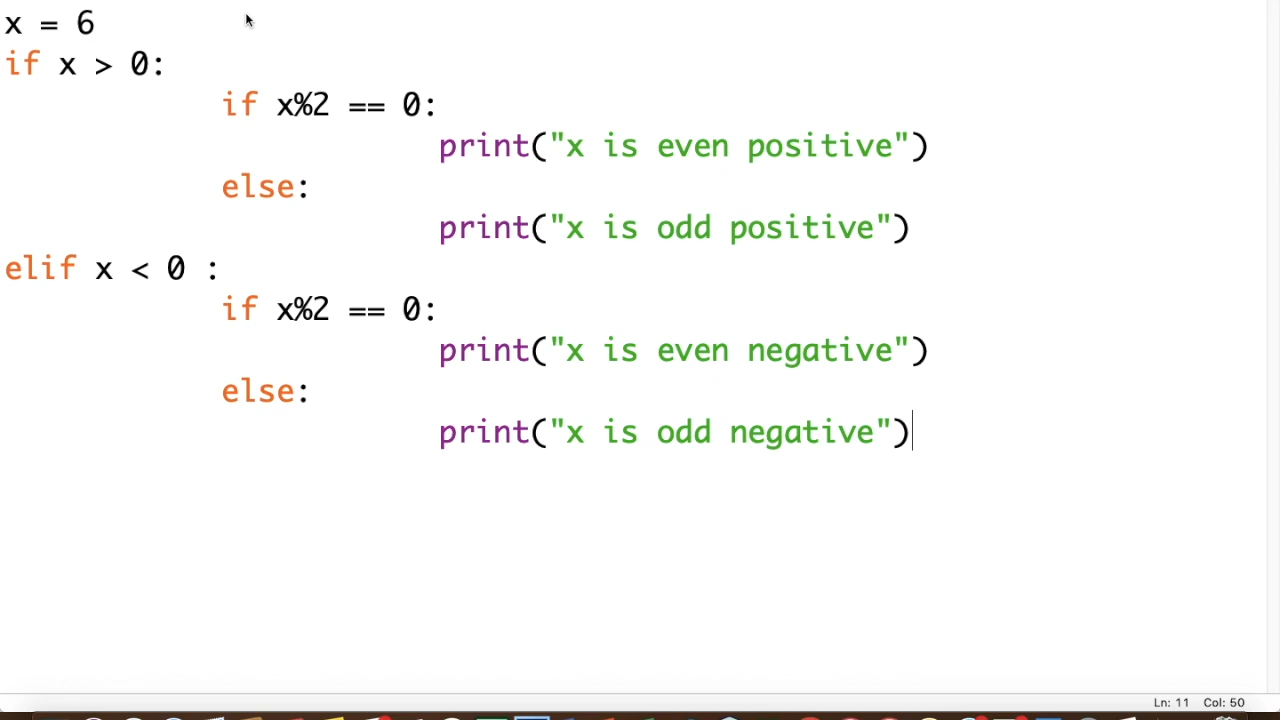 x = 6
if x > 0:
if x%2 == 0:
print("x is even positive")
else:
print("x is odd positive")
elif x < 0 :
if x%2 == 0:
print("x is even negative")
else:
print("x is odd negative")
Ln: 11 Col: 50